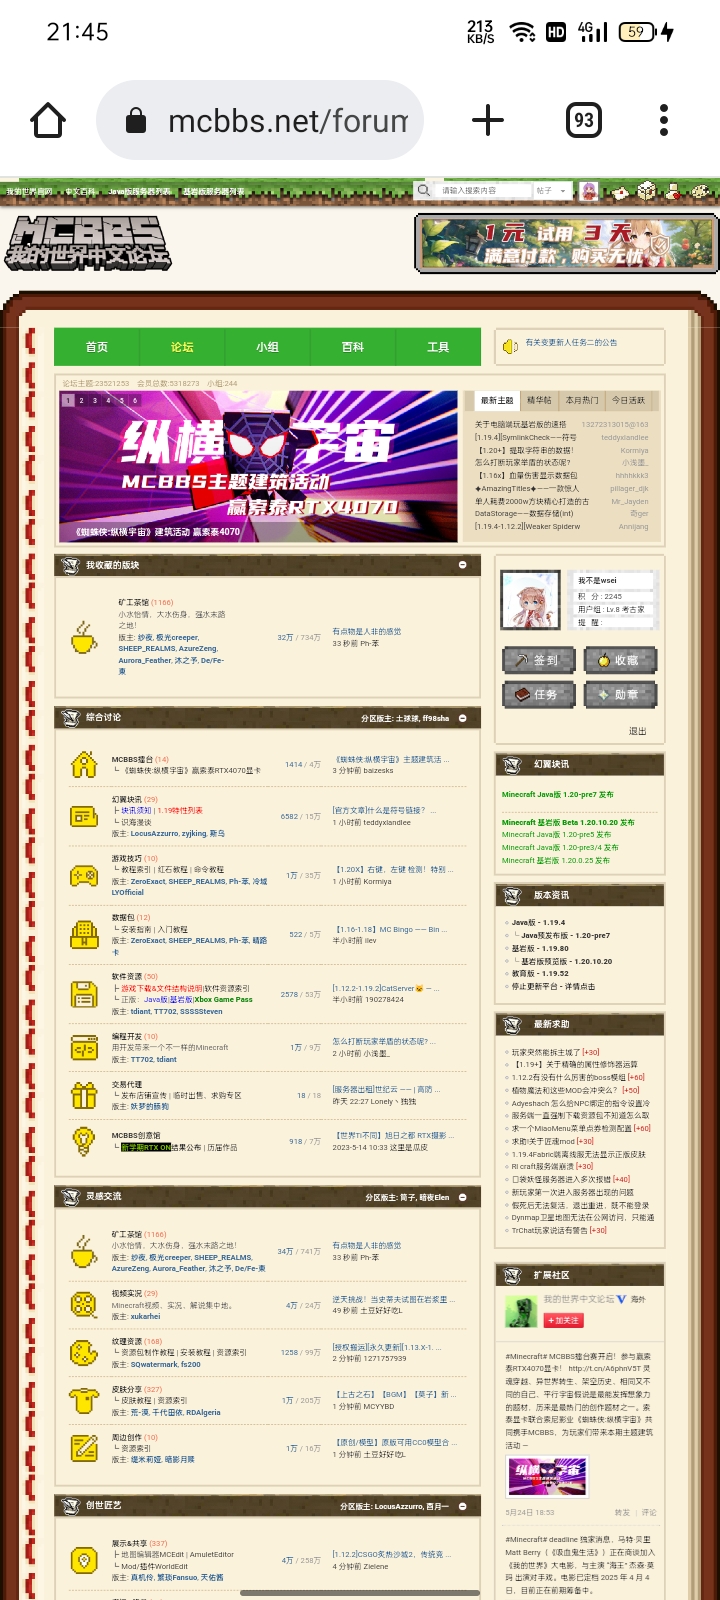 21:45
213
KB/S
HD
4G
59
mcbbs.net/forum
93
我的世界官网 中文百科 Java版服务器列表 基岩版服务器列表
请输入搜索内容 帖子
MCBBS
我的世界中文论坛
1元 试用 3天
满意付款，购买无忧
首页 论坛 小组 百科 工具
有关变更新人任务二的公告
论坛主题:23521253 会员总数:5318273 小组:244
1 2 3 4 5 6
纵横宇宙
MCBBS主题建筑活动
赢索泰RTX4070
《蜘蛛侠:纵横宇宙》建筑活动 赢索泰4070
最新主题 精华帖 本月热门 今日活跃
关于电脑端玩基岩版的速搭 13272313015@163
[1.19.4][SymlinkCheck——符号 teddyxlandlee
【1.20+】提取字符串的数据! Kormiya
怎么打断玩家举盾的状态呢? 小浅墨_
【1.16x】血量伤害显示数据包 hhhhkkk3
◆AmazingTitles◆——一款惊人 pillager_djk
单人耗费2000w方块精心打造的古 Mr_Jayden
DataStorage——数据存储(int) 奇ger
[1.19.4-1.12.2][Weaker Spiderw Annijang
我收藏的版块
矿工茶馆 (1166)
小水怡情，大水伤身，强水末路
之地!
版主: 纱夜, 极光creeper,
SHEEP_REALMS, AzureZeng,
Aurora_Feather, 沐之予, De/Fe-
東
32万 / 734万
有点物是人非的感觉
33 秒前 Ph-苯
我不是wsei
积 分 : 2245
用户组 : Lv.8 考古家
提 醒 :
签到 收藏
任务 勋章
退出
综合讨论 分区版主: 土球球, ff98sha
MCBBS擂台 (14)
┗ 《蜘蛛侠:纵横宇宙》赢索泰RTX4070显卡
1414 / 4万
《蜘蛛侠:纵横宇宙》主题建筑活 ...
3 分钟前 baizesks
幻翼块讯 (29)
┣ 块讯须知 | 1.19特性列表
┗ 识海漫谈
版主: LocusAzzurro, zyjking, 斯乌
6582 / 15万
[官方文章]什么是符号链接？ ...
1 小时前 teddyxlandlee
游戏技巧 (10)
┗ 教程索引 | 红石教程 | 命令教程
版主: ZeroExact, SHEEP_REALMS, Ph-苯, 冷域
LYOfficial
1万 / 35万
【1.20X】右键，左键 检测！特别 ...
1 小时前 Kormiya
数据包 (12)
┗ 安装指南 | 入门教程
版主: ZeroExact, SHEEP_REALMS, Ph-苯, 晴路
卡
522 / 5万
【1.16-1.18】MC Bingo —— Bin ...
半小时前 ilev
软件资源 (50)
┣ 游戏下载&文件结构说明|软件资源索引
┗ 正版: Java版|基岩版|Xbox Game Pass
版主: tdiant, TT702, SSSSSteven
2578 / 53万
[1.12.2-1.19.2]CatServer🐱 — ...
半小时前 190278424
编程开发 (10)
用开发带来一个不一样的Minecraft
版主: TT702, tdiant
1万 / 9万
怎么打断玩家举盾的状态呢? ...
2 小时前 小浅墨_
交易代理
┗ 发布店铺宣传 | 临时出售、求购专区
版主: 妖梦的豚驹
18 / 18
[服务器出租]世纪云 —— | 高防 ...
昨天 22:27 Lonely丶独独
MCBBS创意馆
┗ 新学期RTX ON结果公布 | 历届作品
918 / 7万
【世界TI不同】旭日之都 RTX摄影 ...
2023-5-14 10:33 这里是瓜皮
幻翼块讯
Minecraft Java版 1.20-pre7 发布
Minecraft 基岩版 Beta 1.20.10.20 发布
Minecraft Java版 1.20-pre5 发布
Minecraft Java版 1.20-pre3/4 发布
Minecraft 基岩版 1.20.0.25 发布
版本资讯
Java版 - 1.19.4
┗ Java预发布版 - 1.20-pre7
基岩版 - 1.19.80
┗ 基岩版预览版 - 1.20.10.20
教育版 - 1.19.52
停止更新平台 - 详情点击
最新求助
玩家突然能拆主城了 [+30]
【1.19+】关于精确的属性修饰器运算
1.12.2有没有什么厉害的boss模组 [+60]
植物魔法和这些MOD会冲突么？ [+50]
Adyeshach 怎么给NPC绑定的指令设置冷
服务端一直强制下载资源包不知道怎么取
求一个MiaoMenu菜单点券检测配置 [+60]
求助!关于匠魂mod [+30]
1.19.4Fabric端离线服无法显示正版皮肤
Rl craft服务端崩溃 [+30]
口袋妖怪服务器进入多次报错 [+40]
新玩家第一次进入服务器出现的问题
假死后无法复活，退出重进，既不能登录
Dynmap卫星地图无法在公网访问，只能通
TrChat玩家说话有警告 [+30]
灵感交流 分区版主: 筒子, 暗夜Elen
矿工茶馆 (1166)
小水怡情，大水伤身，强水末路之地!
版主: 纱夜, 极光creeper, SHEEP_REALMS,
AzureZeng, Aurora_Feather, 沐之予, De/Fe-東
34万 / 741万
有点物是人非的感觉
33 秒前 Ph-苯
视频实况 (29)
Minecraft视频、实况、解说集中地。
版主: xukarhei
4万 / 24万
逆天挑战！当史蒂夫试图在岩浆里 ...
49 秒前 土豆好好吃L
纹理资源 (168)
┗ 资源包制作教程 | 安装教程 | 资源索引
版主: SQwatermark, fs200
1258 / 99万
[授权搬运][永久更新][1.13.X-1. ...
2 分钟前 1271757939
皮肤分享 (327)
┗ 皮肤教程 | 资源索引
版主: 荒-漠, 千代田依, RDAlgeria
1万 / 205万
【上古之石】【BGM】【莫子】新 ...
1 分钟前 MCYYBD
周边创作 (10)
┗ 资源索引
版主: 缇米莉娅, 暗影月赎
1万 / 16万
【原创/模型】原版可用CC0模型合 ...
1 分钟前 土豆好好吃L
扩展社区
我的世界中文论坛 海外
+加关注
#Minecraft# MCBBS擂台赛开启！参与赢索
泰RTX4070显卡！ http://t.cn/A6phnV5T 灵
魂穿越、异世界转生、架空历史、相同又不
同的自己，平行宇宙假说是最能发挥想象力
的题材，历来是最热门的创作题材之一。索
泰显卡联合索尼影业《蜘蛛侠:纵横宇宙》共
同携手MCBBS，为玩家们带来本期主题建筑
活动 —
纵横宇宙
5月24日 18:53 转发 | 评论
#Minecraft# deadline 独家消息，马特·贝里
Matt Berry（《吸血鬼生活》）正在商谈加入
《我的世界》大电影，与主演“海王”杰森·莫
玛 出演对手戏。电影已定档 2025 年 4 月 4
日，目前正在前期筹备中。
创世匠艺 分区版主: LocusAzzurro, 酉月一
展示&共享 (337)
┣ 地图编辑器MCEdit | AmuletEditor
┗ Mod/插件WorldEdit
版主: 真机伶, 繁琐Fansuo, 天佑酱
4万 / 258万
[1.12.2]CSGO炙热沙城2，传统竞 ...
4 分钟前 Zielene